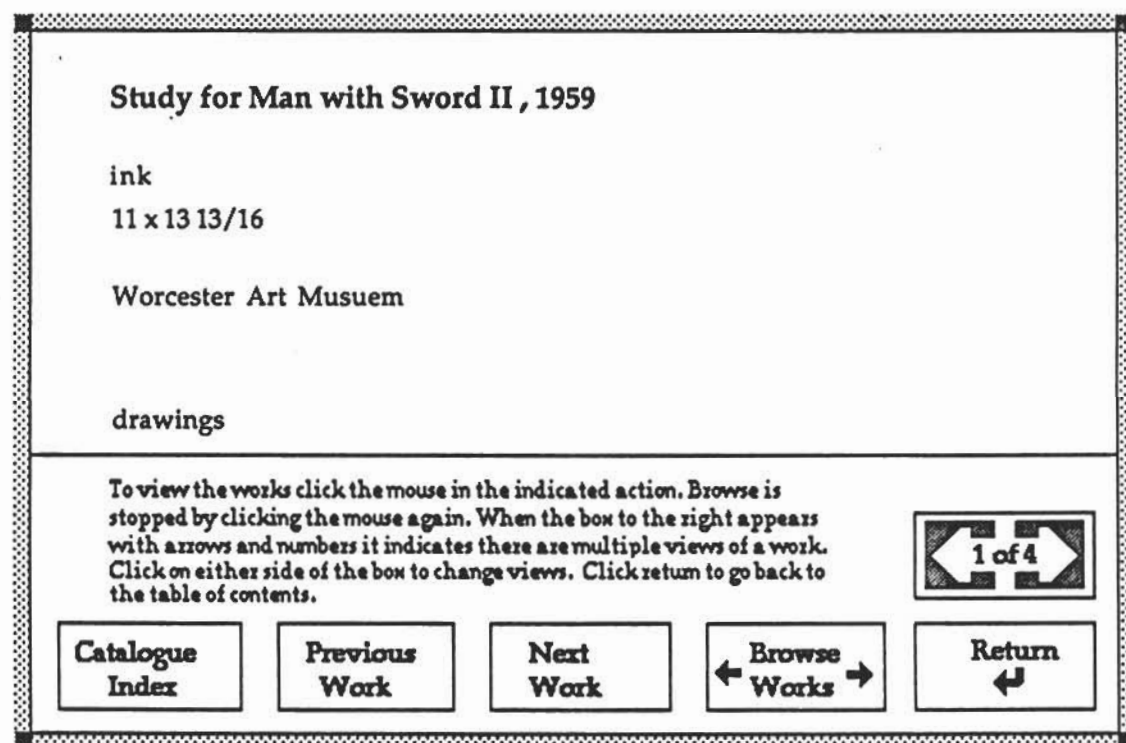 Study for Man with Sword II , 1959
ink
11 x 13 13/16
Worcester Art Musuem
drawings
To view the works click the mouse in the indicated action. Browse is
stopped by clicking the mouse again. When the box to the right appears
with arrows and numbers it indicates there are multiple views of a work.
Click on either side of the box to change views. Click return to go back to
the table of contents.
1 of 4
Catalogue
Index
Previous
Work
Next
Work
Browse
Works
Return